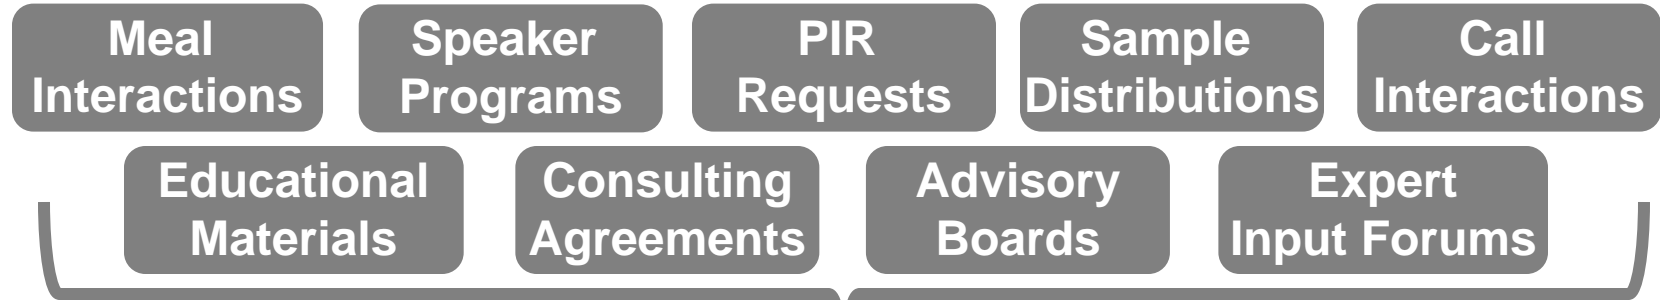 Meal
Interactions
Speaker
Programs
PIR
Requests
Sample
Distributions
Call
Interactions
Educational
Materials
Consulting
Agreements
Advisory
Boards
Expert
Input Forums